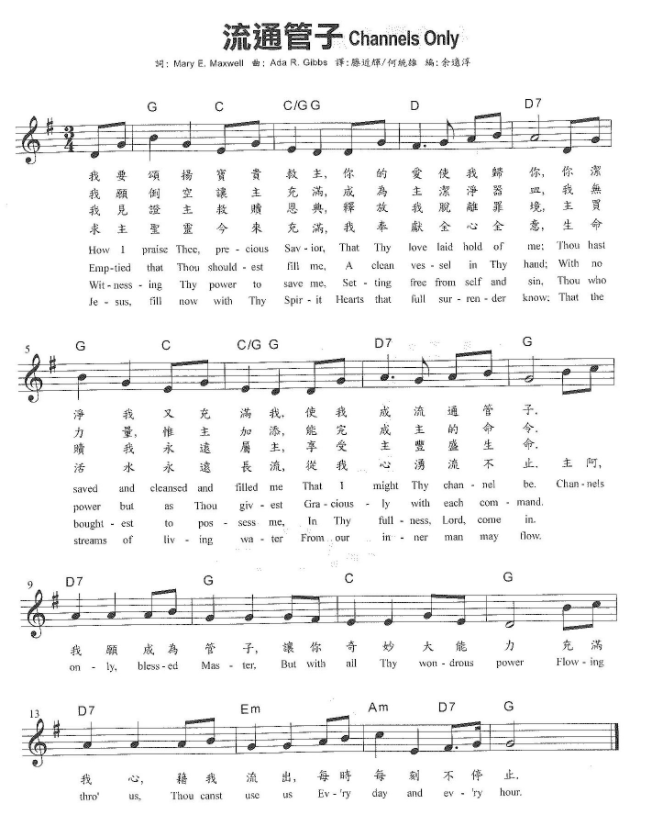 流通管子 Channels Only
詞: Mary E. Maxwell 曲: Ada R. Gibbs 譯:滕近輝/何統雄 編:余遠淳
G C C/G G D D7
3
4
我 要 頌 揚 寶 貴 救 主,你 的 愛 使 我 歸 你,你 潔
我 願 倒 空 讓 主 充 滿,成 為 主 潔 淨 器 皿,我 無
我 見 證 主 救 贖 恩 典,釋 放 我 脫 離 罪 境,主 買
求 主 聖 靈 今 來 充 滿,我 奉 獻 全 心 全 意,生 命
How I praise Thee, pre - cious Sav - ior, That Thy love laid hold of me; Thou hast
Emp - tied that Thou should - est fill me, A clean ves - sel in Thy hand; With no
Wit - ness - ing Thy power to save me, Set - ting free from self and sin, Thou who
Je - sus, fill now with Thy Spir - it Hearts that full sur - ren - der know; That the
5
G C C/G G D7 G
淨 我 又 充 滿 我,使 我 成 流 通 管 子.
力 量,惟 主 加 添,能 完 成 主 的 命 令.
贖 我 永 遠 屬 主,享 受 主 豐 盛 生 命.
活 水 永 遠 長 流,從 我 心 湧 流 不 止. 主 阿,
saved and cleansed and filled me That I might Thy chan - nel be. Chan - nels
power but as Thou giv - est Gra - cious - ly with each com - mand.
bought - est to pos - sess me, In Thy full - ness, Lord, come in.
streams of liv - ing wa - ter From our in - ner man may flow.
9
D7 G C G
我 願 成 為 管 子,讓 你 奇 妙 大 能 力 充 滿
on - ly, bless - ed Mas - ter, But with all Thy won - drous power Flow - ing
13
D7 Em Am D7 G
我 心,藉 我 流 出,每 時 每 刻 不 停 止.
thro' us, Thou canst use us Ev - 'ry day and ev - 'ry hour.